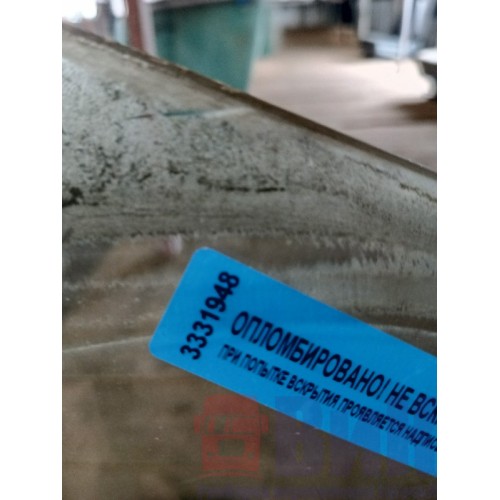 3331948
ОПЛОМБИРОВАНО! НЕ ВСК
ПРИ ПОПЫТКЕ ВСКРЫТИЯ ПРОЯВЛЯЕТСЯ НАДПИС